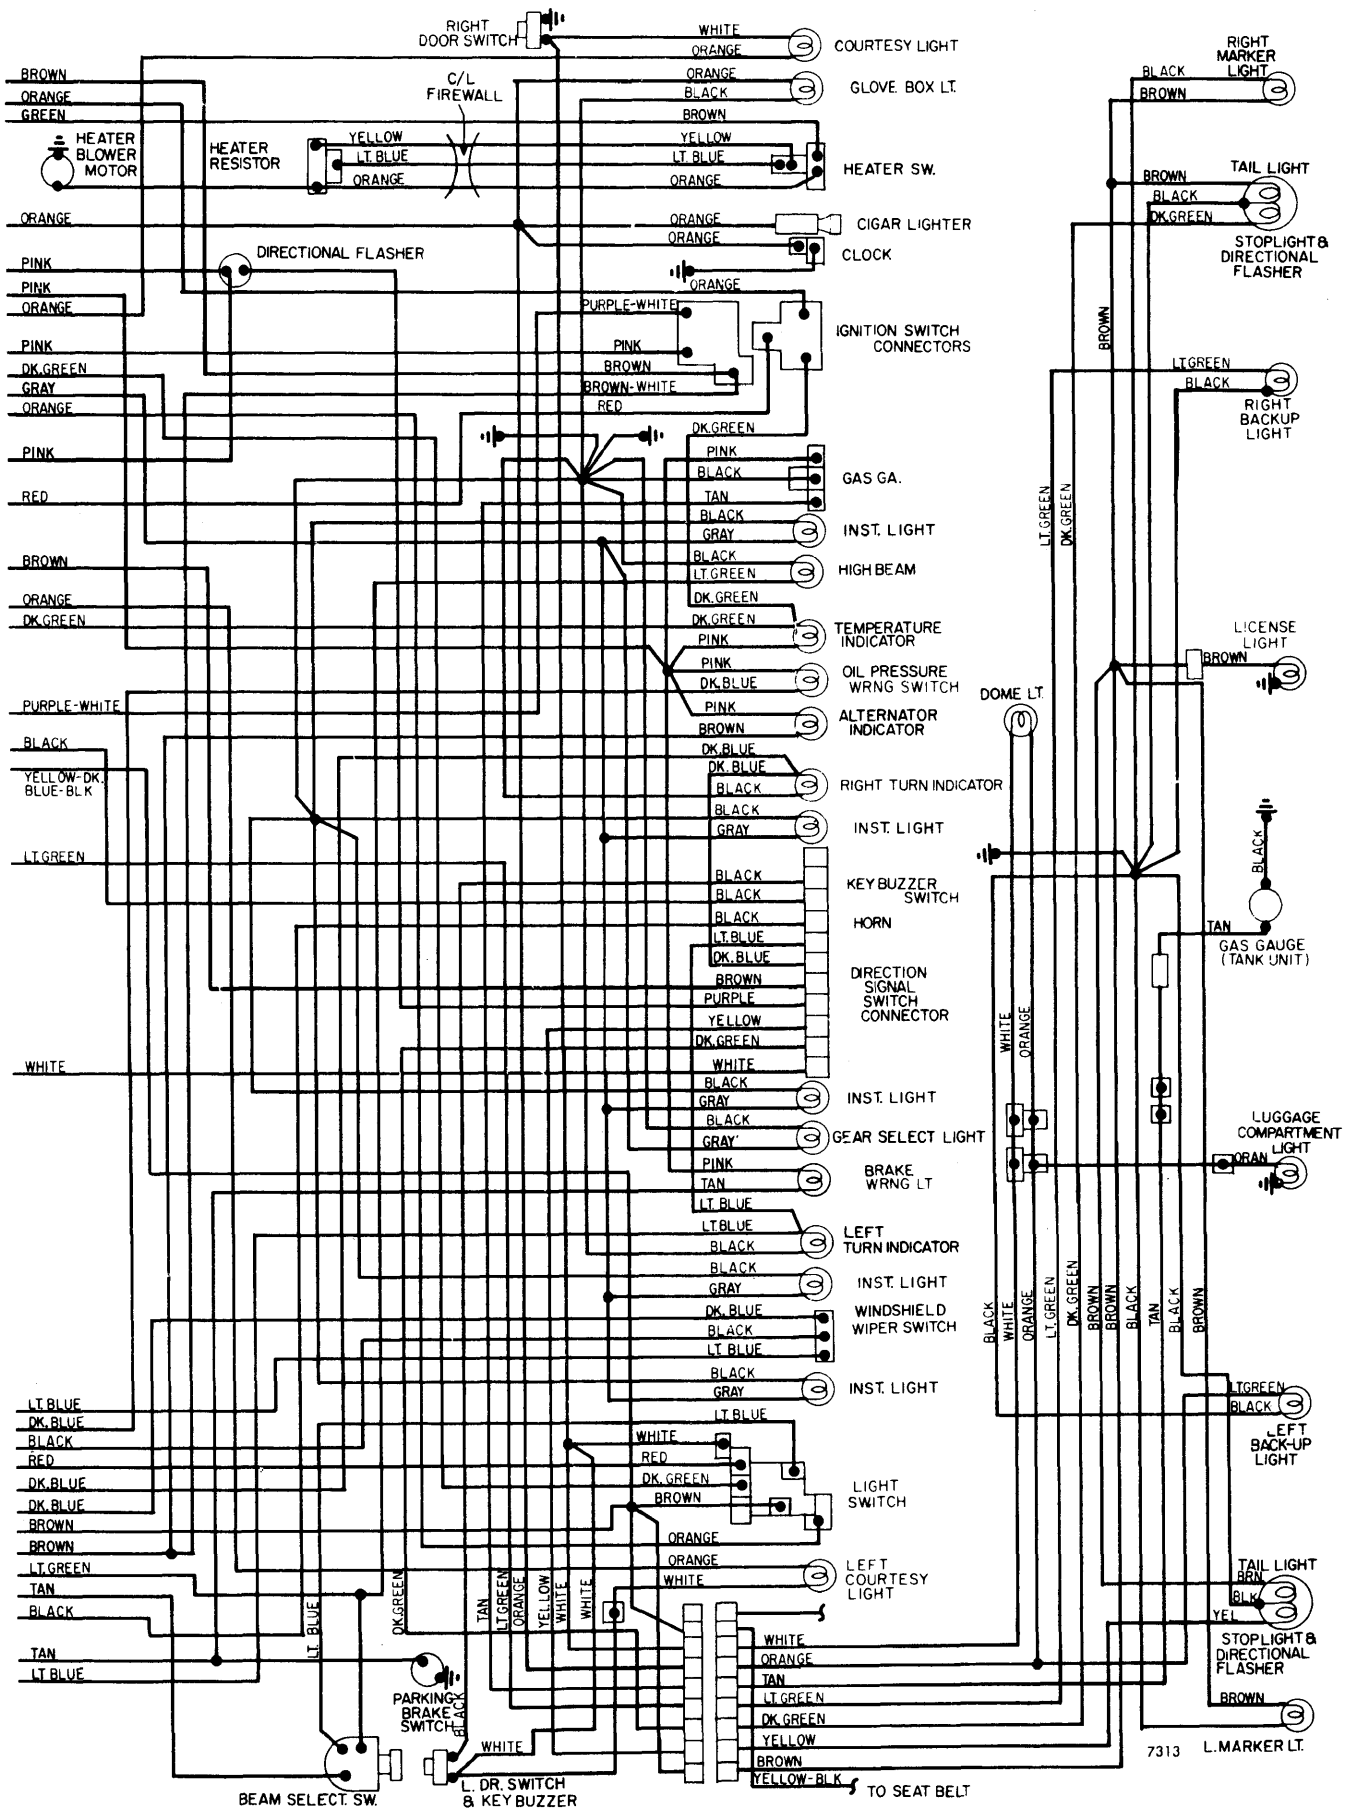 RIGHT
DOOR SWITCH
WHITE
ORANGE
COURTESY LIGHT
RIGHT
MARKER
LIGHT
BLACK
BROWN
BROWN
ORANGE
GREEN
C/L
FIREWALL
ORANGE
BLACK
GLOVE BOX LT.
BROWN
HEATER
BLOWER
MOTOR
HEATER
RESISTOR
YELLOW
LT. BLUE
ORANGE
YELLOW
LT. BLUE
ORANGE
HEATER SW.
TAIL LIGHT
BROWN
BLACK
DK.GREEN
STOPLIGHT &
DIRECTIONAL
FLASHER
ORANGE
ORANGE
ORANGE
CIGAR LIGHTER
CLOCK
DIRECTIONAL FLASHER
PINK
PINK
ORANGE
ORANGE
PURPLE-WHITE
IGNITION SWITCH
CONNECTORS
BROWN
PINK
DK.GREEN
GRAY
ORANGE
PINK
BROWN
BROWN-WHITE
RED
LT.GREEN
BLACK
RIGHT
BACKUP
LIGHT
DK.GREEN
PINK
PINK
BLACK
TAN
GAS GA.
RED
BLACK
GRAY
INST. LIGHT
LT.GREEN
DK.GREEN
BROWN
BLACK
LT.GREEN
HIGH BEAM
ORANGE
DK.GREEN
DK.GREEN
PINK
TEMPERATURE
INDICATOR
LICENSE
LIGHT
BROWN
PINK
DK.BLUE
OIL PRESSURE
WRNG SWITCH
DOME LT.
PURPLE-WHITE
PINK
BROWN
ALTERNATOR
INDICATOR
BLACK
YELLOW-DK.
BLUE-BLK
DK.BLUE
DK.BLUE
BLACK
RIGHT TURN INDICATOR
BLACK
GRAY
INST. LIGHT
BLACK
LT.GREEN
BLACK
BLACK
KEY BUZZER
SWITCH
BLACK
HORN
LT.BLUE
DK.BLUE
BROWN
PURPLE
YELLOW
DK.GREEN
WHITE
DIRECTION
SIGNAL
SWITCH
CONNECTOR
TAN
GAS GAUGE
(TANK UNIT)
WHITE
ORANGE
WHITE
BLACK
GRAY
INST. LIGHT
BLACK
GRAY
GEAR SELECT LIGHT
LUGGAGE
COMPARTMENT
LIGHT
ORAN
PINK
TAN
BRAKE
WRNG LT
LT. BLUE
LT.BLUE
BLACK
LEFT
TURN INDICATOR
BLACK
GRAY
INST. LIGHT
DK. BLUE
BLACK
LT. BLUE
WINDSHIELD
WIPER SWITCH
BLACK
WHITE
ORANGE
LT.GREEN
DK.GREEN
BROWN
BROWN
BLACK
TAN
BLACK
BROWN
BLACK
GRAY
INST. LIGHT
LT.GREEN
BLACK
LEFT
BACK-UP
LIGHT
LT. BLUE
DK. BLUE
BLACK
RED
DK.BLUE
DK.BLUE
BROWN
BROWN
LT.GREEN
TAN
BLACK
TAN
LT BLUE
LT.BLUE
WHITE
RED
DK. GREEN
BROWN
ORANGE
LIGHT
SWITCH
ORANGE
WHITE
LEFT
COURTESY
LIGHT
LT. BLUE
DK.GREEN
TAN
LT.GREEN
ORANGE
YELLOW
WHITE
WHITE
TAIL LIGHT
BRN
BLK
YEL
STOPLIGHT &
DIRECTIONAL
FLASHER
WHITE
ORANGE
TAN
LT.GREEN
DK.GREEN
YELLOW
BROWN
YELLOW-BLK
TO SEAT BELT
PARKING
BRAKE
SWITCH
BLACK
WHITE
BROWN
7313
L. MARKER LT.
BEAM SELECT. SW.
L. DR. SWITCH
& KEY BUZZER